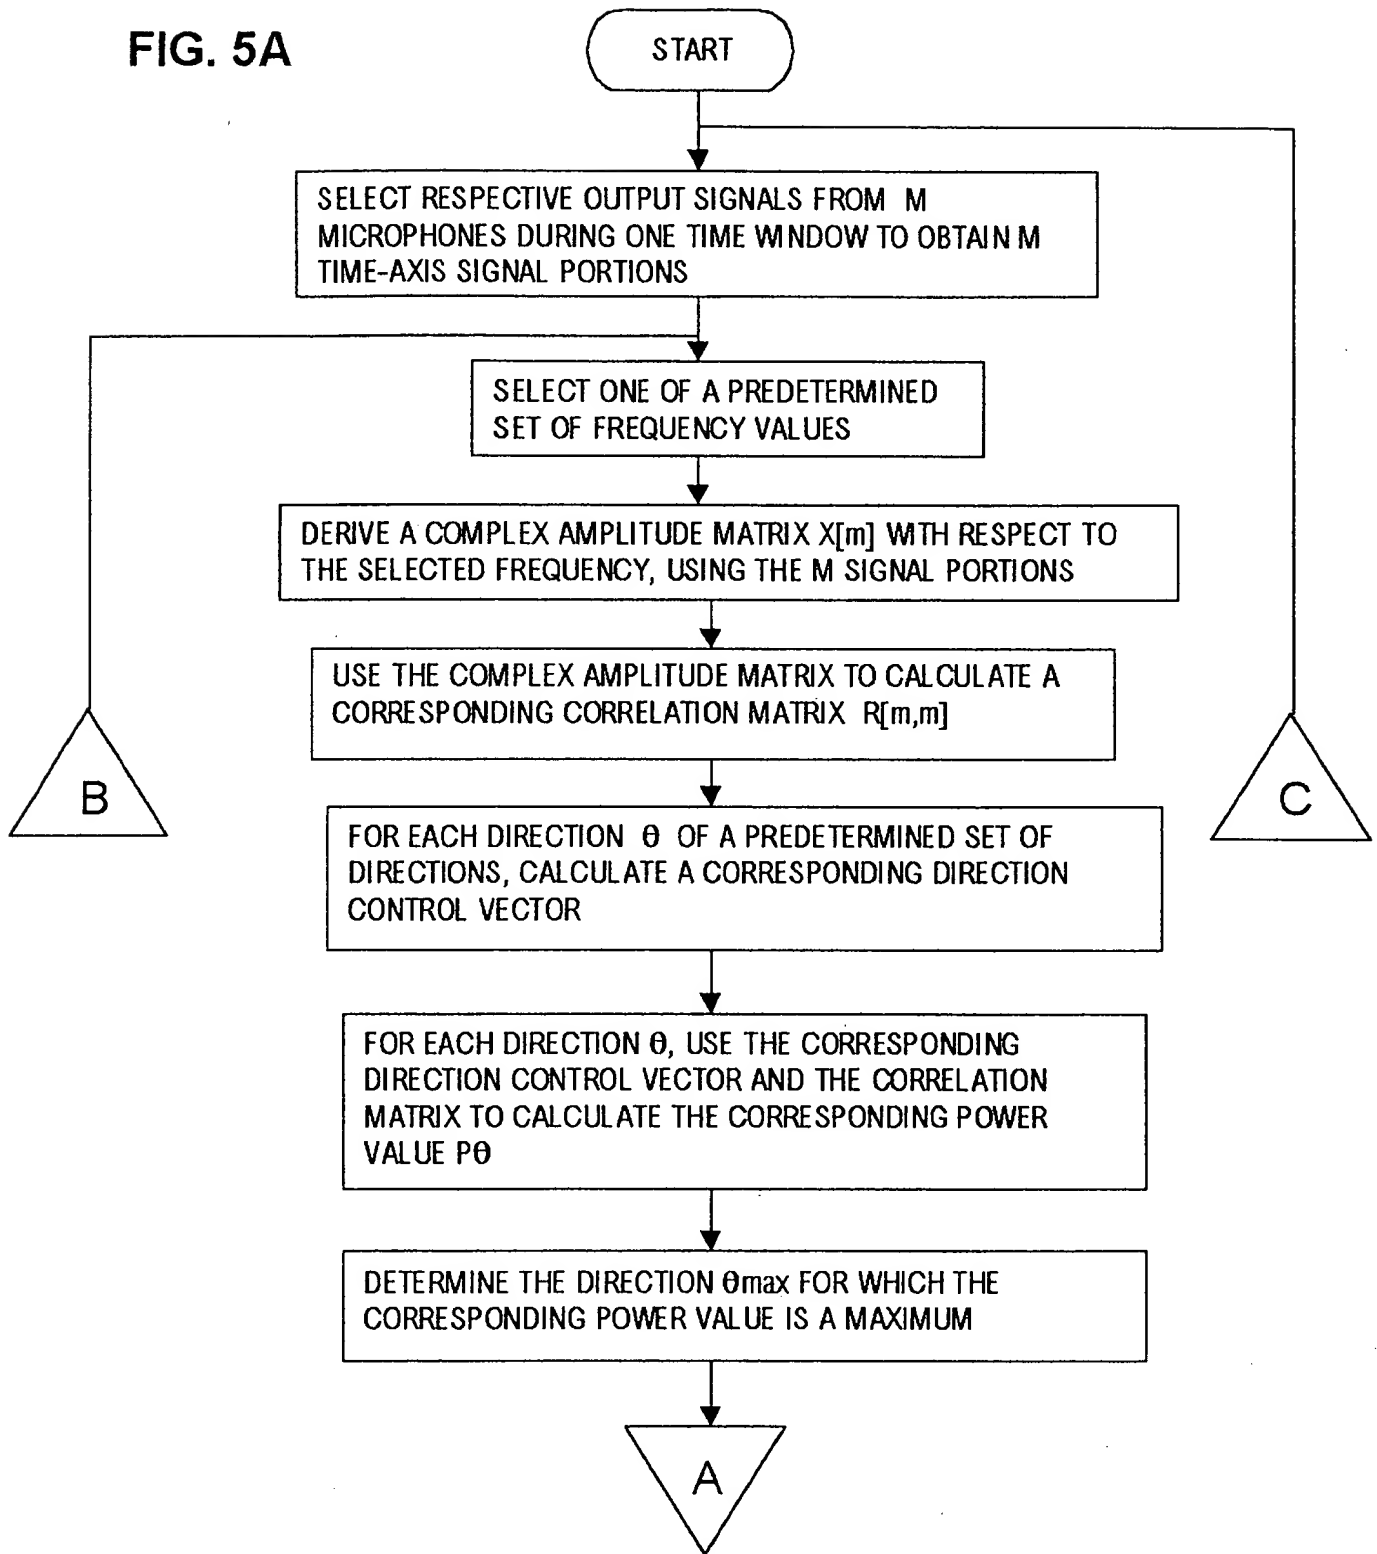 FIG. 5A
START
SELECT RESPECTIVE OUTPUT SIGNALS FROM M
MICROPHONES DURING ONE TIME WINDOW TO OBTAIN M
TIME-AXIS SIGNAL PORTIONS
SELECT ONE OF A PREDETERMINED
SET OF FREQUENCY VALUES
DERIVE A COMPLEX AMPLITUDE MATRIX X[m] WITH RESPECT TO
THE SELECTED FREQUENCY, USING THE M SIGNAL PORTIONS
USE THE COMPLEX AMPLITUDE MATRIX TO CALCULATE A
CORRESPONDING CORRELATION MATRIX R[m,m]
B
C
FOR EACH DIRECTION θ OF A PREDETERMINED SET OF
DIRECTIONS, CALCULATE A CORRESPONDING DIRECTION
CONTROL VECTOR
FOR EACH DIRECTION θ, USE THE CORRESPONDING
DIRECTION CONTROL VECTOR AND THE CORRELATION
MATRIX TO CALCULATE THE CORRESPONDING POWER
VALUE Pθ
DETERMINE THE DIRECTION θmax FOR WHICH THE
CORRESPONDING POWER VALUE IS A MAXIMUM
A